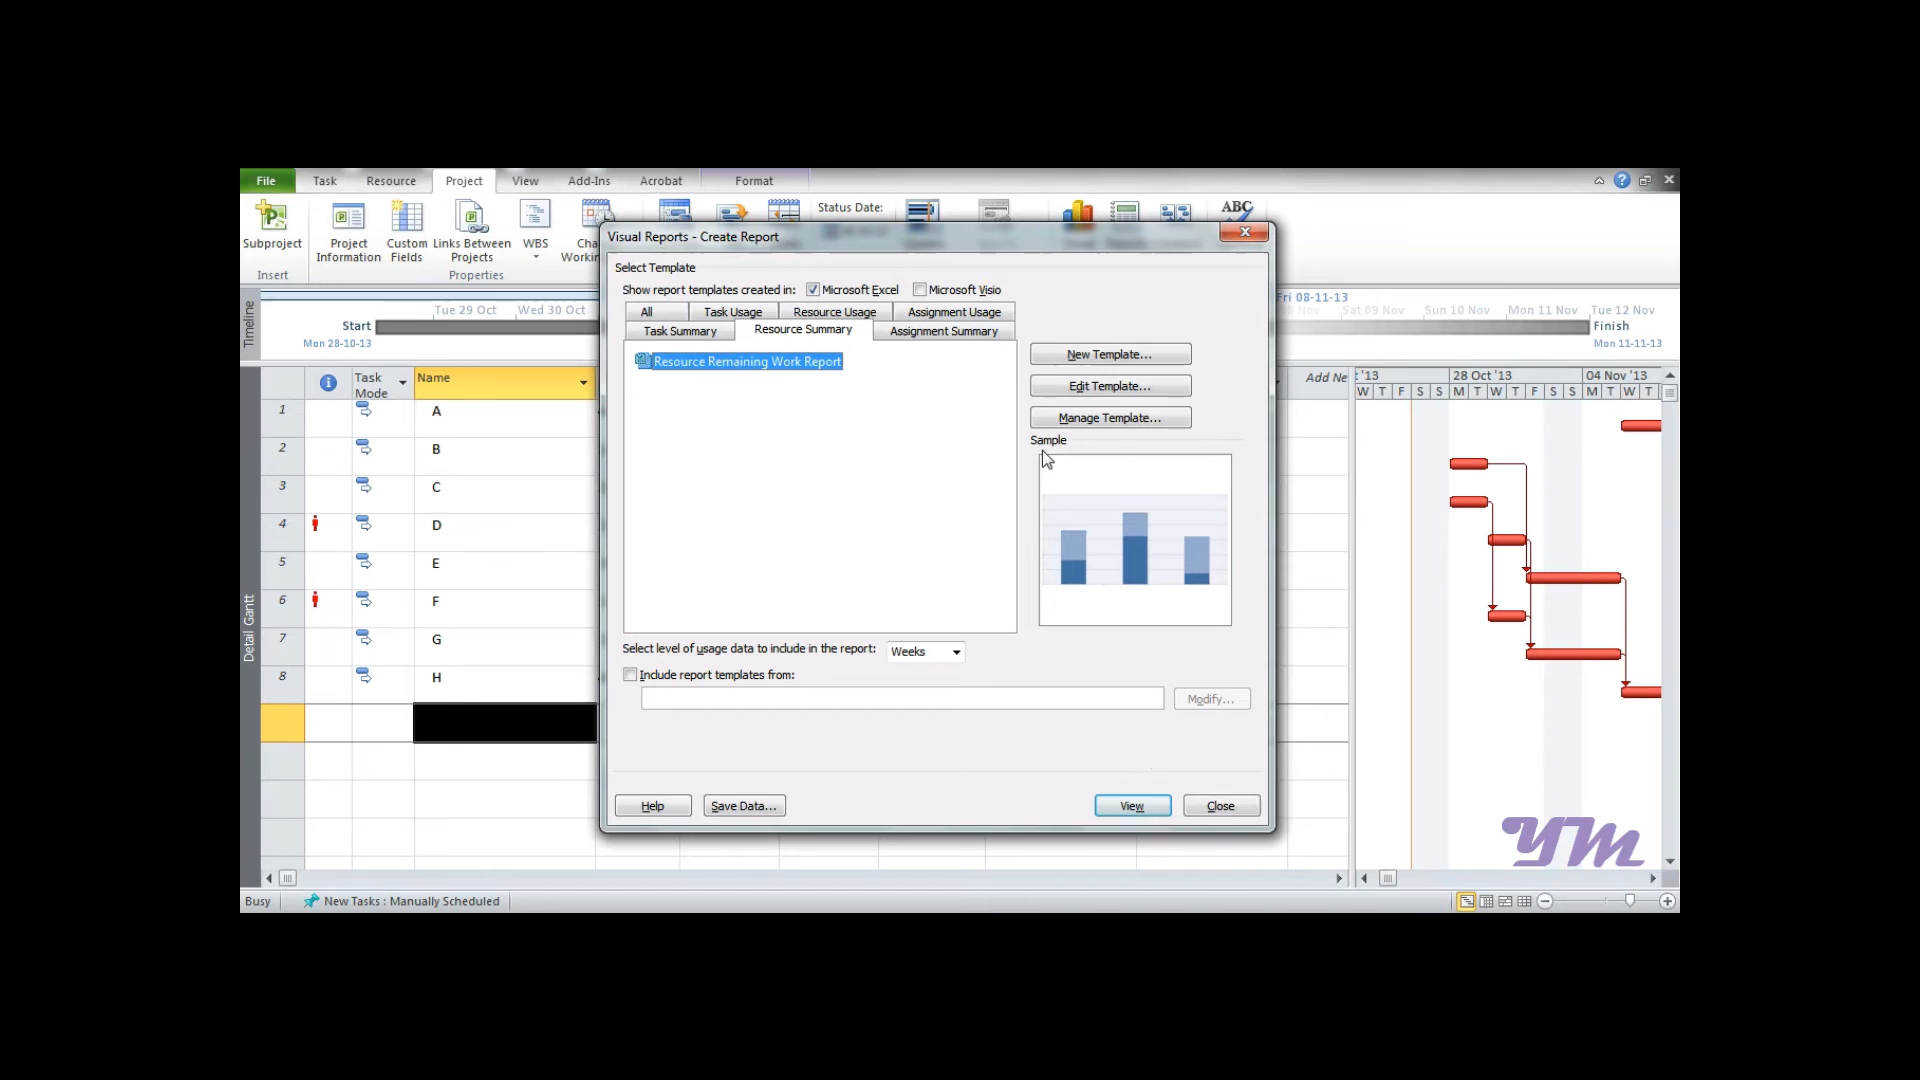 File Task Resource Project View Add-Ins Acrobat Format
Subproject
Insert
Project
Information
Custom
Fields
Links Between
Projects
WBS
Properties
Status Date:
ABC
Visual Reports - Create Report
Select Template
Show report templates created in: Microsoft Excel Microsoft Visio
All Task Usage Resource Usage Assignment Usage
Task Summary Resource Summary Assignment Summary
Resource Remaining Work Report
New Template...
Edit Template...
Manage Template...
Sample
Select level of usage data to include in the report: Weeks
Include report templates from:
Modify...
Help Save Data... View Close
Timeline
Tue 29 Oct Wed 30 Oct
Start
Mon 28-10-13
Fri 08-11-13
Nov Sat 09 Nov Sun 10 Nov Mon 11 Nov Tue 12 Nov
Finish
Mon 11-11-13
Detail Gantt
Task
Mode
Name
Add Ne
'13 28 Oct '13 04 Nov '13
W T F S S M T W T F S S M T W T
1 A
2 B
3 C
4 D
5 E
6 F
7 G
8 H
YM
Busy New Tasks : Manually Scheduled